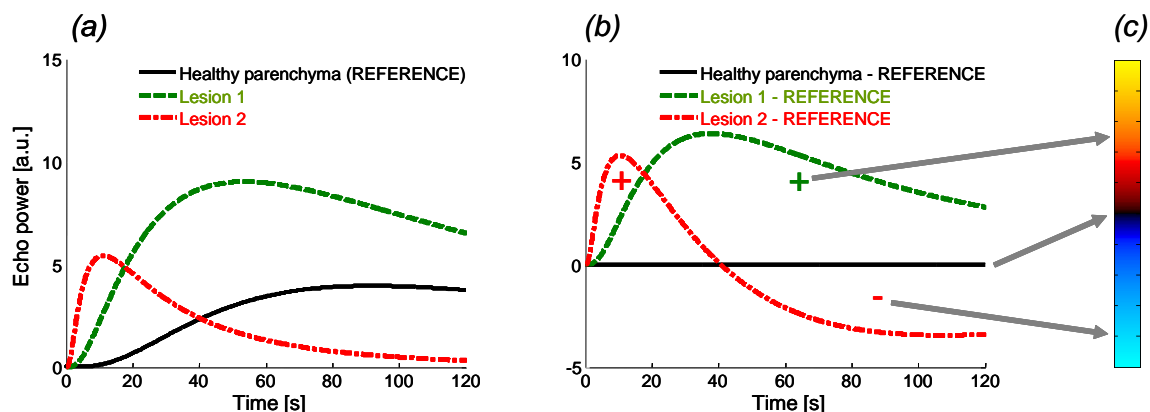 (a)
(b)
(c)
15
10
5
0
Echo power [a.u.]
Healthy parenchyma (REFERENCE)
Lesion 1
Lesion 2
0 20 40 60 80 100 120
Time [s]
10
5
0
-5
Healthy parenchyma - REFERENCE
Lesion 1 - REFERENCE
Lesion 2 - REFERENCE
+
+
-
0 20 40 60 80 100 120
Time [s]